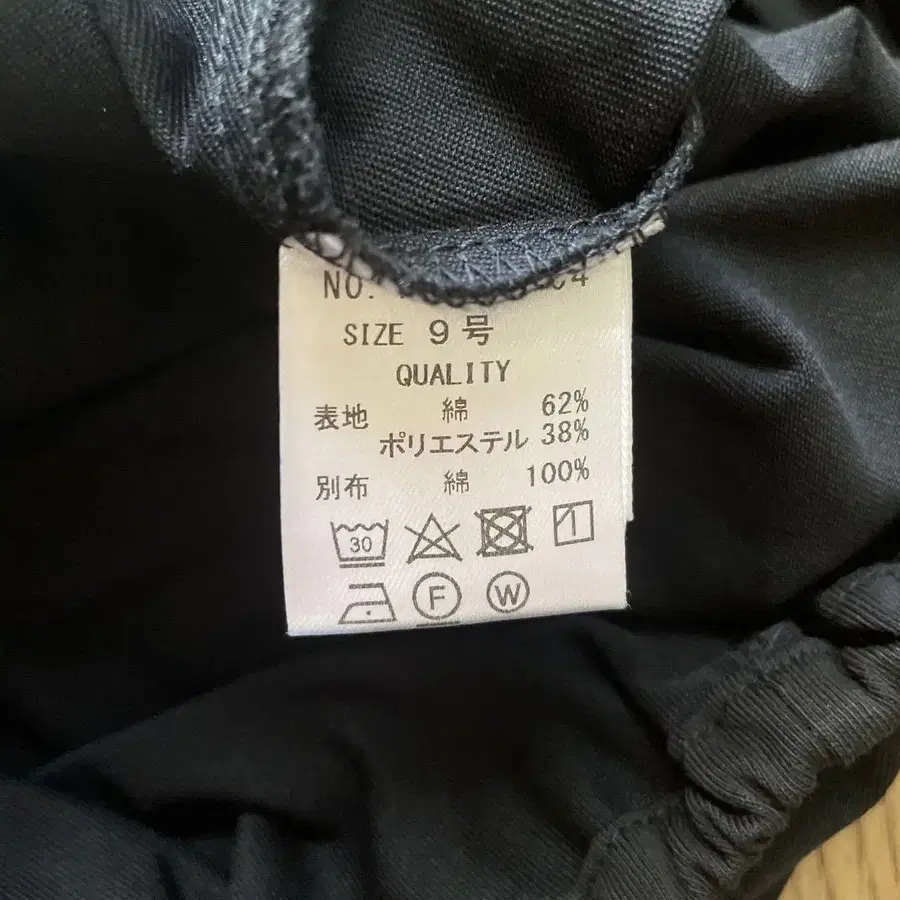 NO.
SIZE 9号
QUALITY
表地 綿 62%
ポリエステル 38%
別布 綿 100%
30
F W